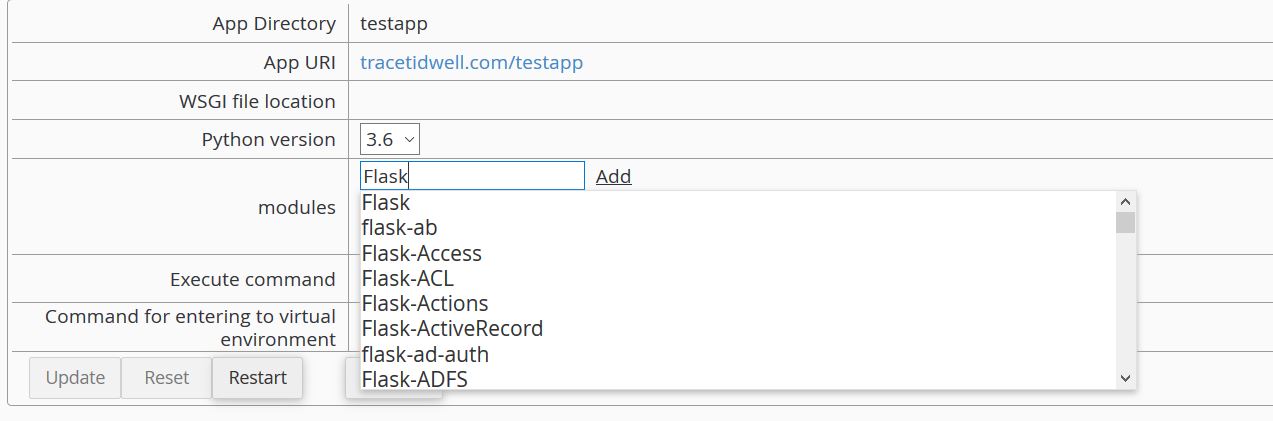 App Directory testapp
App URI tracetidwell.com/testapp
WSGI file location
Python version 3.6
modules Flask Add
Flask
flask-ab
Flask-Access
Flask-ACL
Flask-Actions
Flask-ActiveRecord
flask-ad-auth
Flask-ADFS
Execute command
Command for entering to virtual
environment
Update Reset Restart